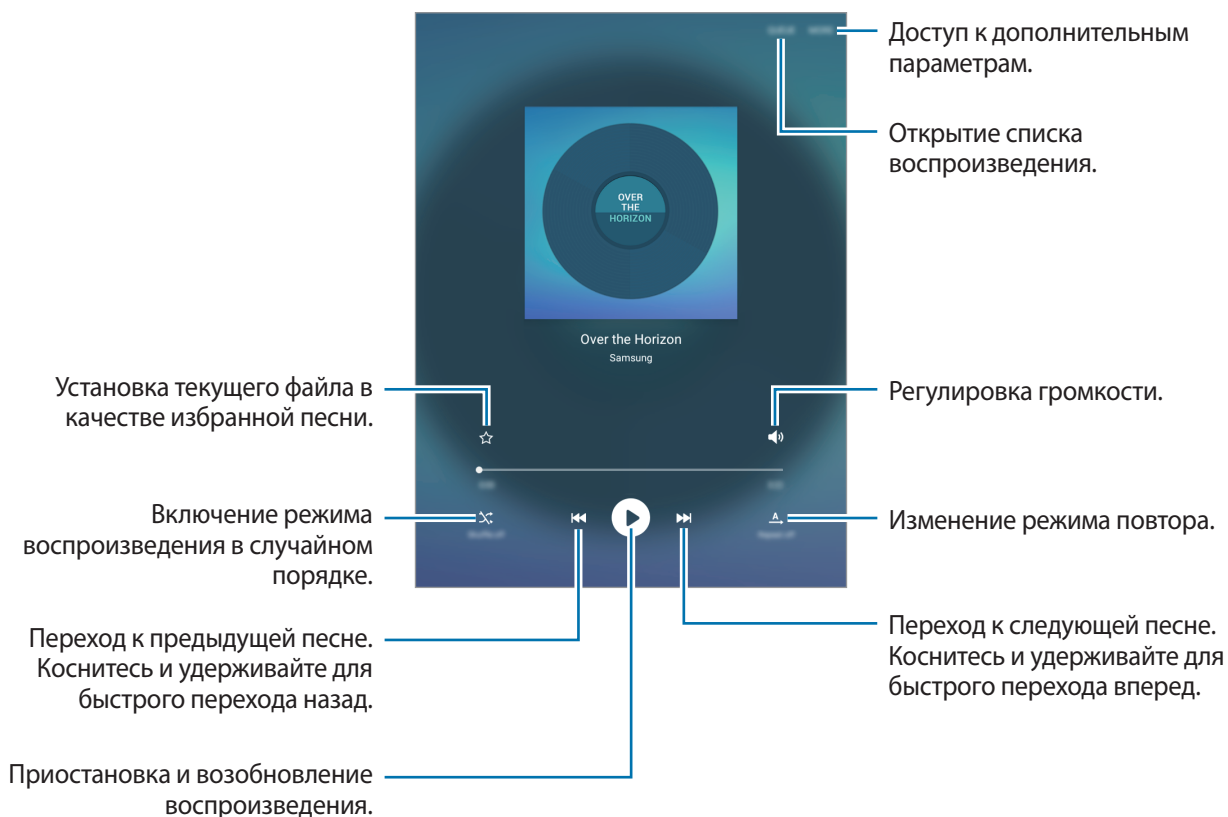 Доступ к дополнительным
параметрам.
Открытие списка
воспроизведения.
OVER
THE
HORIZON
Over the Horizon
Samsung
Установка текущего файла в
качестве избранной песни.
Регулировка громкости.
Включение режима
воспроизведения в случайном
порядке.
A
Изменение режима повтора.
Переход к предыдущей песне.
Коснитесь и удерживайте для
быстрого перехода назад.
Переход к следующей песне.
Коснитесь и удерживайте для
быстрого перехода вперед.
Приостановка и возобновление
воспроизведения.